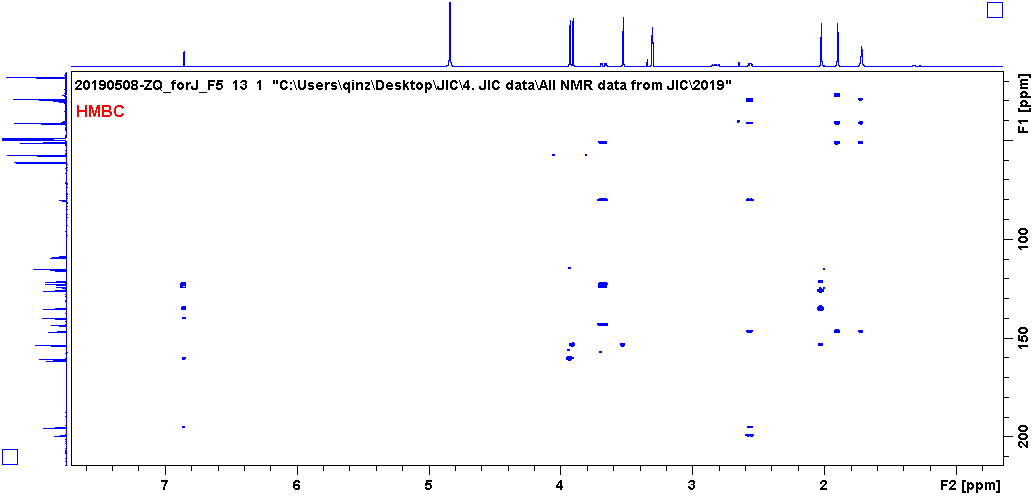 20190508-ZQ_forJ_F5 13 1 "C:\Users\qinz\Desktop\JIC\4. JIC data\All NMR data from JIC\2019"
HMBC
F1 [ppm]
100
150
200
7 6 5 4 3 2 F2 [ppm]